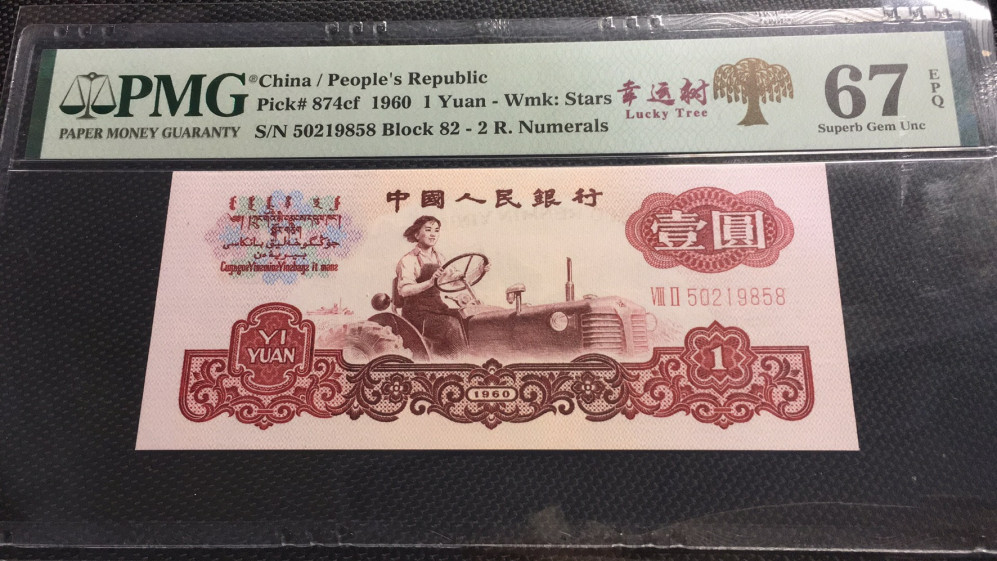 PMG®
PAPER MONEY GUARANTY
China / People's Republic
Pick# 874cf 1960 1 Yuan - Wmk: Stars
S/N 50219858 Block 82 - 2 R. Numerals
幸运树
Lucky Tree
67
EPQ
Superb Gem Unc
中國人民銀行
壹圓
VIII II 50219858
YI
YUAN
1960
1